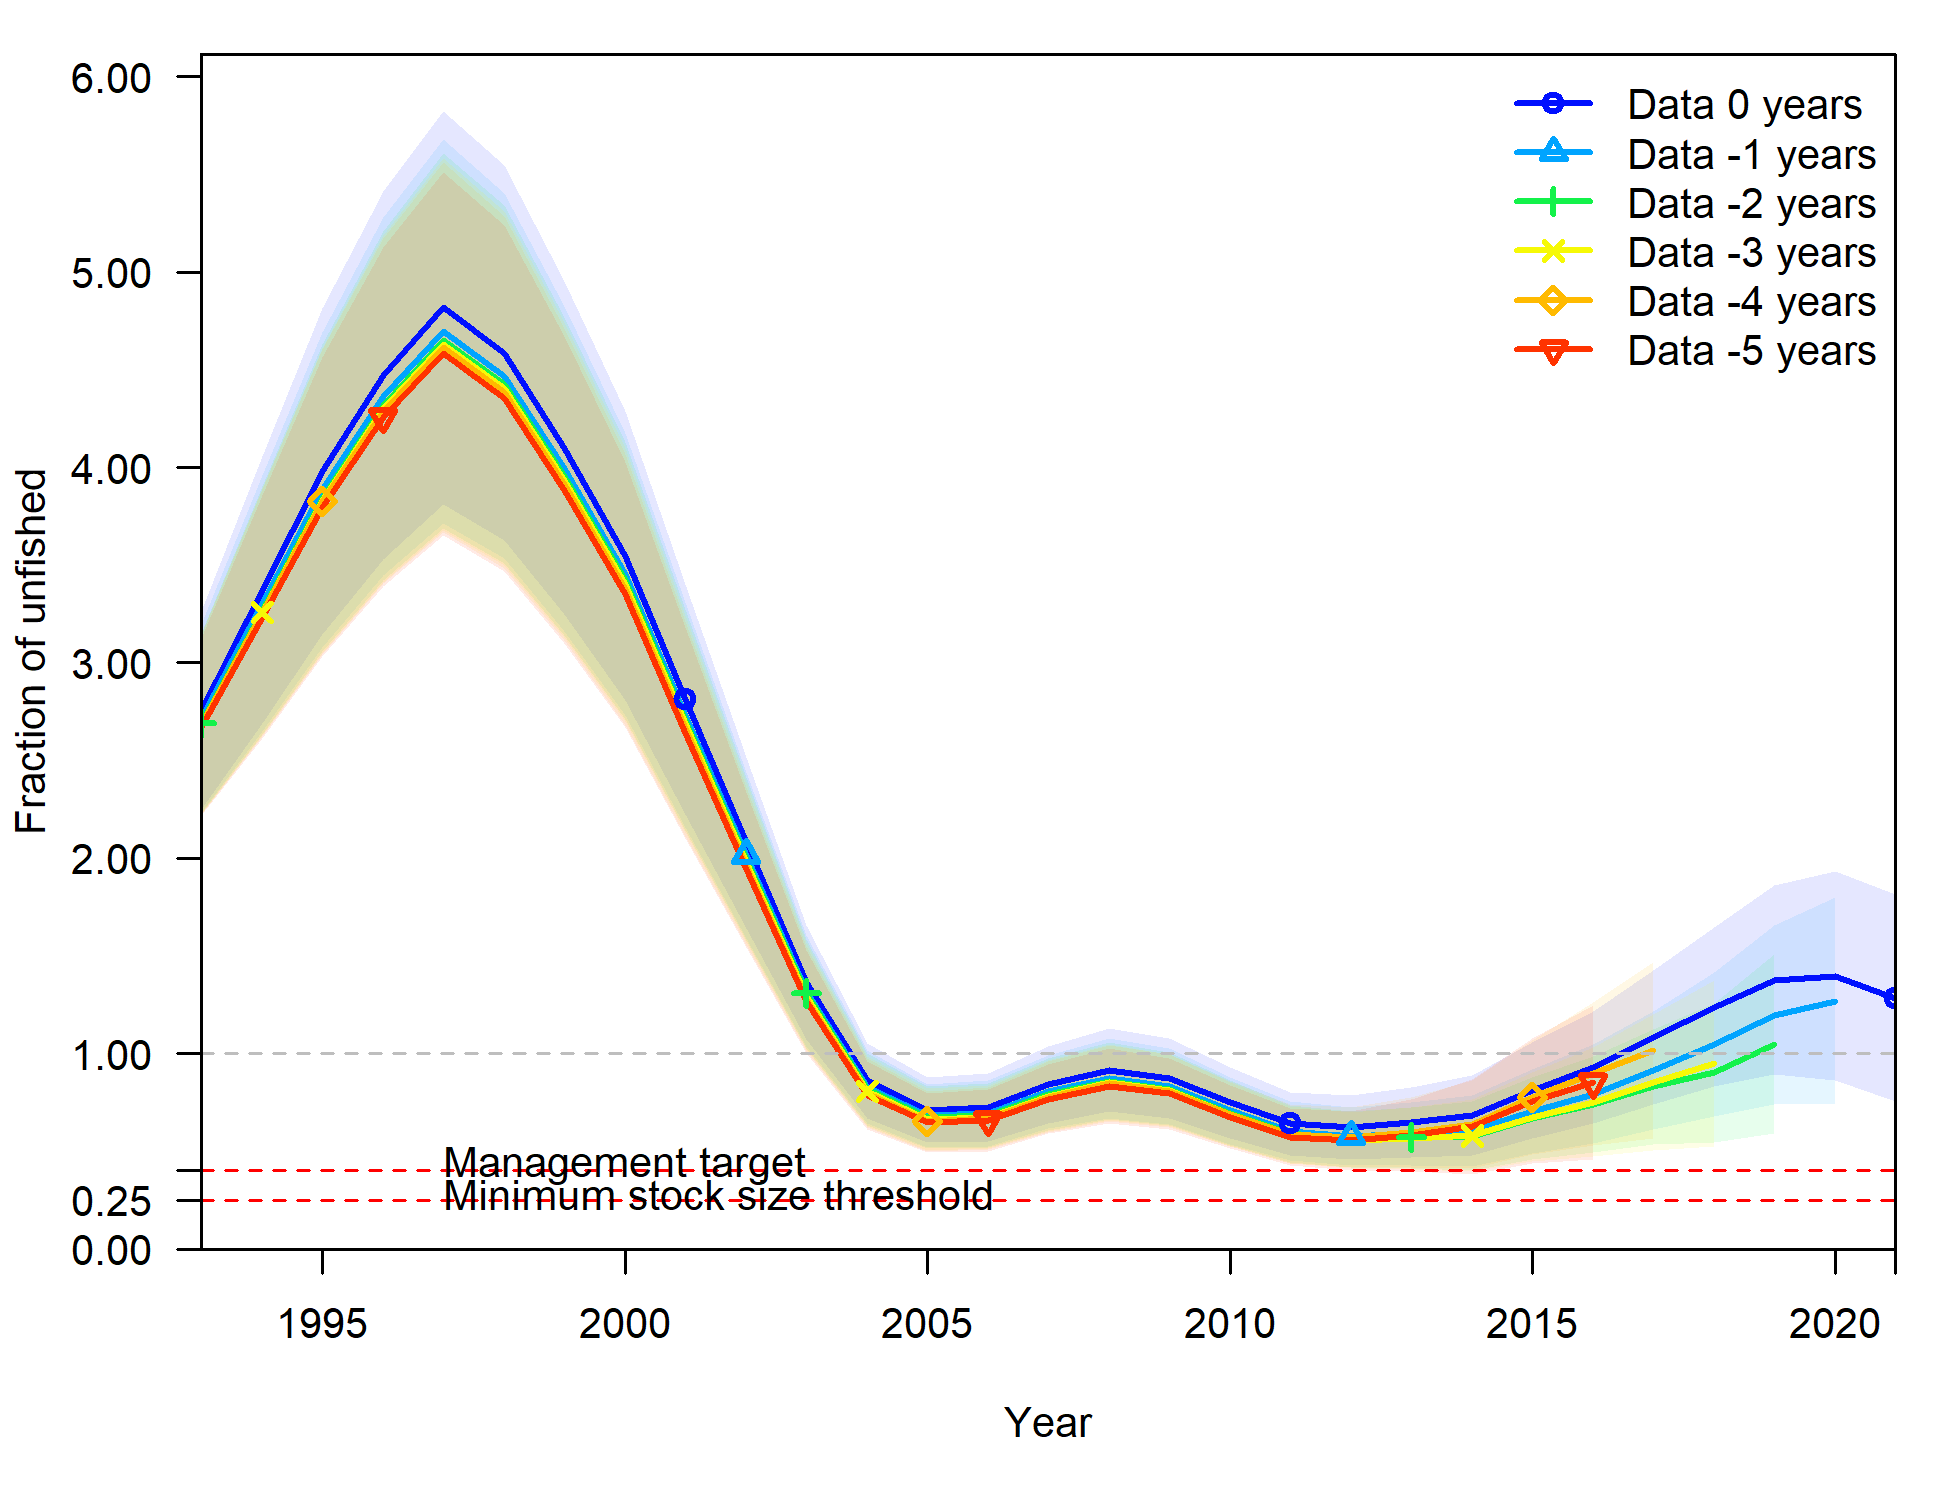 6.00
5.00
4.00
3.00
2.00
1.00
0.25
0.00
Fraction of unfished
Data 0 years
Data -1 years
Data -2 years
Data -3 years
Data -4 years
Data -5 years
Management target
Minimum stock size threshold
1995 2000 2005 2010 2015 2020
Year